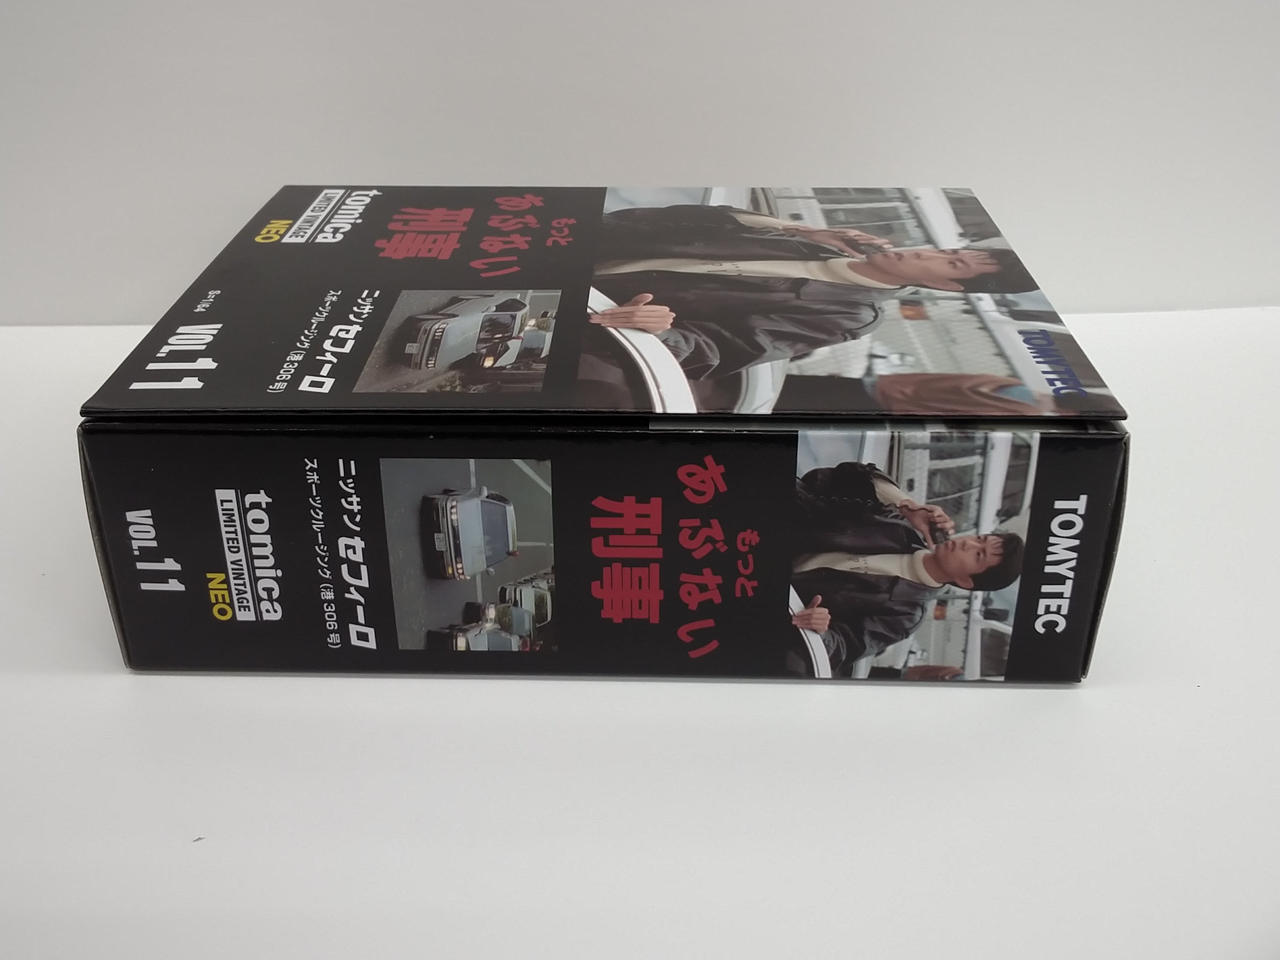 tomica
LIMITED VINTAGE
NEO
もっと
あぶない
刑事
S=1/64
VOL.11
ニッサン セフィーロ
スポーツクルージング (港306号)
TOMYTEC
TOMYTEC
もっと
あぶない
刑事
ニッサン セフィーロ
スポーツクルージング (港306号)
tomica
LIMITED VINTAGE
NEO
VOL.11